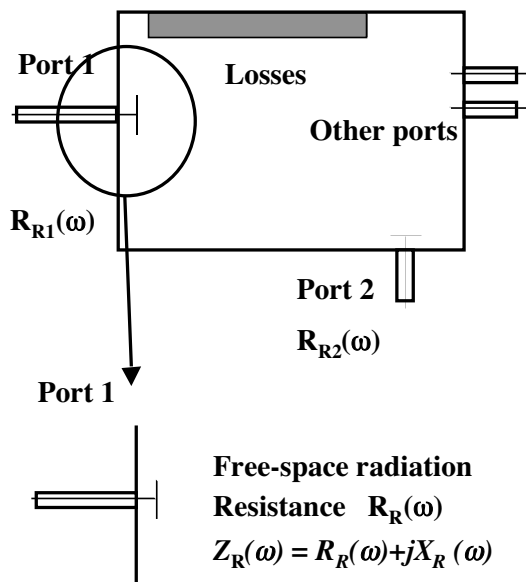 Port 1
Losses
Other ports
R_R1(ω)
Port 2
R_R2(ω)
Port 1
Free-space radiation
Resistance R_R(ω)
Z_R(ω) = R_R(ω)+jX_R (ω)